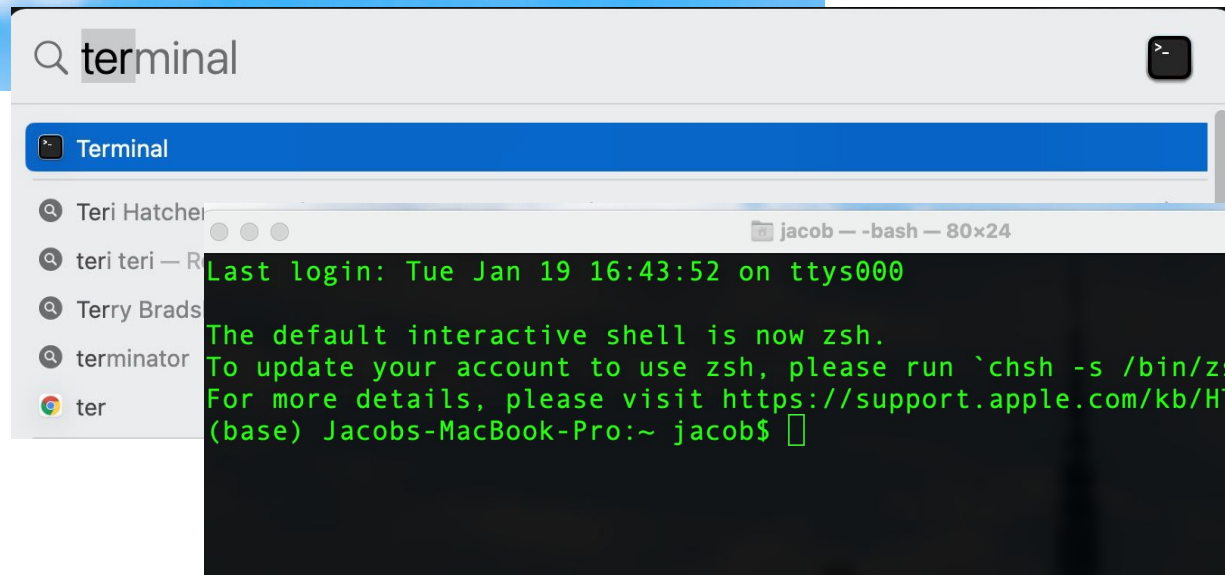 terminal
Terminal
Teri Hatcher
teri teri —
Terry Brads
terminator
ter
jacob — -bash — 80×24
Last login: Tue Jan 19 16:43:52 on ttys000
The default interactive shell is now zsh.
To update your account to use zsh, please run `chsh -s /bin/zs
For more details, please visit https://support.apple.com/kb/HT
(base) Jacobs-MacBook-Pro:~ jacob$